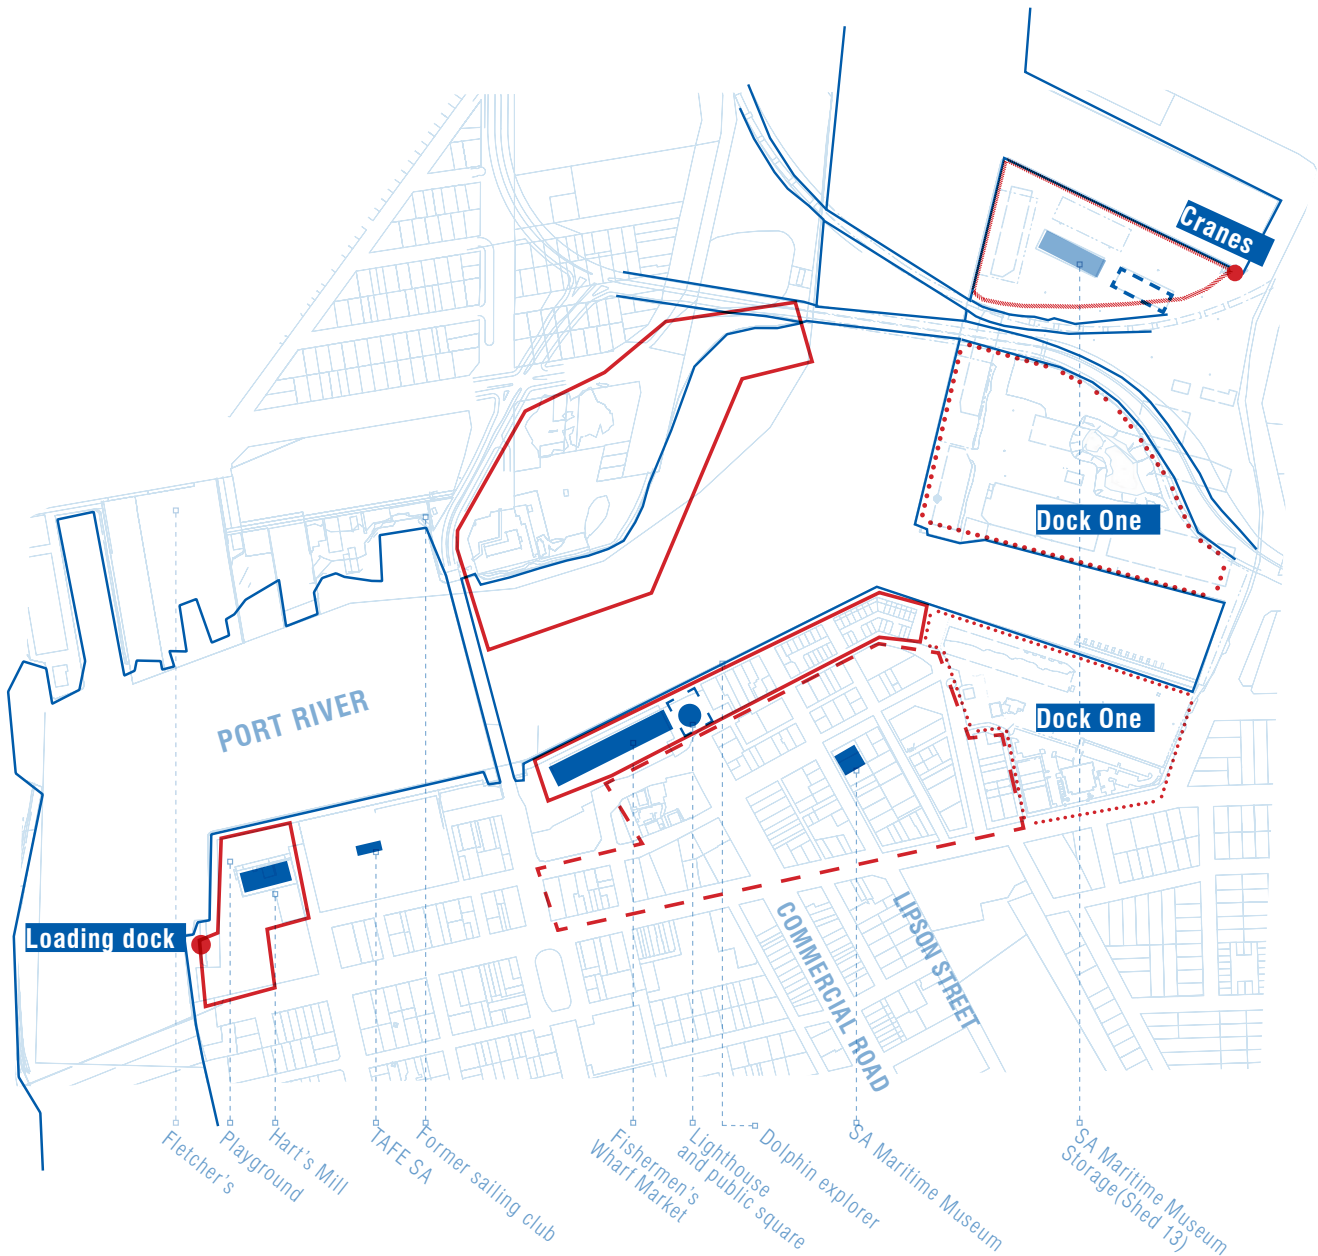 Cranes
Dock One
PORT RIVER
Dock One
Loading dock
COMMERCIAL ROAD
LIPSON STREET
Fletcher's
Playground
Hart's Mill
TAFE SA
Former sailing club
Fishermen's
Wharf Market
Lighthouse
and public square
Dolphin explorer
SA Maritime Museum
SA Maritime Museum
Storage(Shed 13)